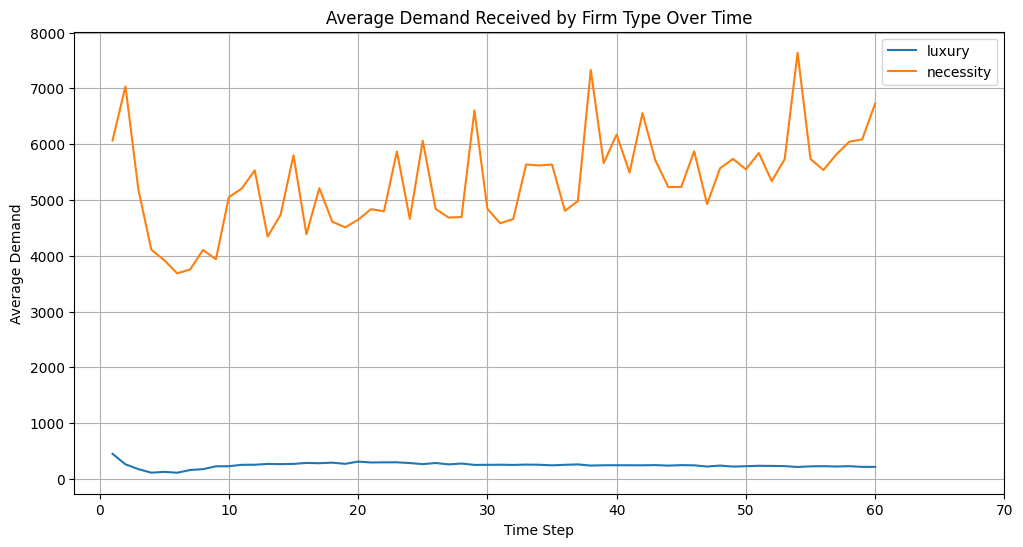 Average Demand Received by Firm Type Over Time
luxury
necessity
Average Demand
8000
7000
6000
5000
4000
3000
2000
1000
0
0 10 20 30 40 50 60 70
Time Step